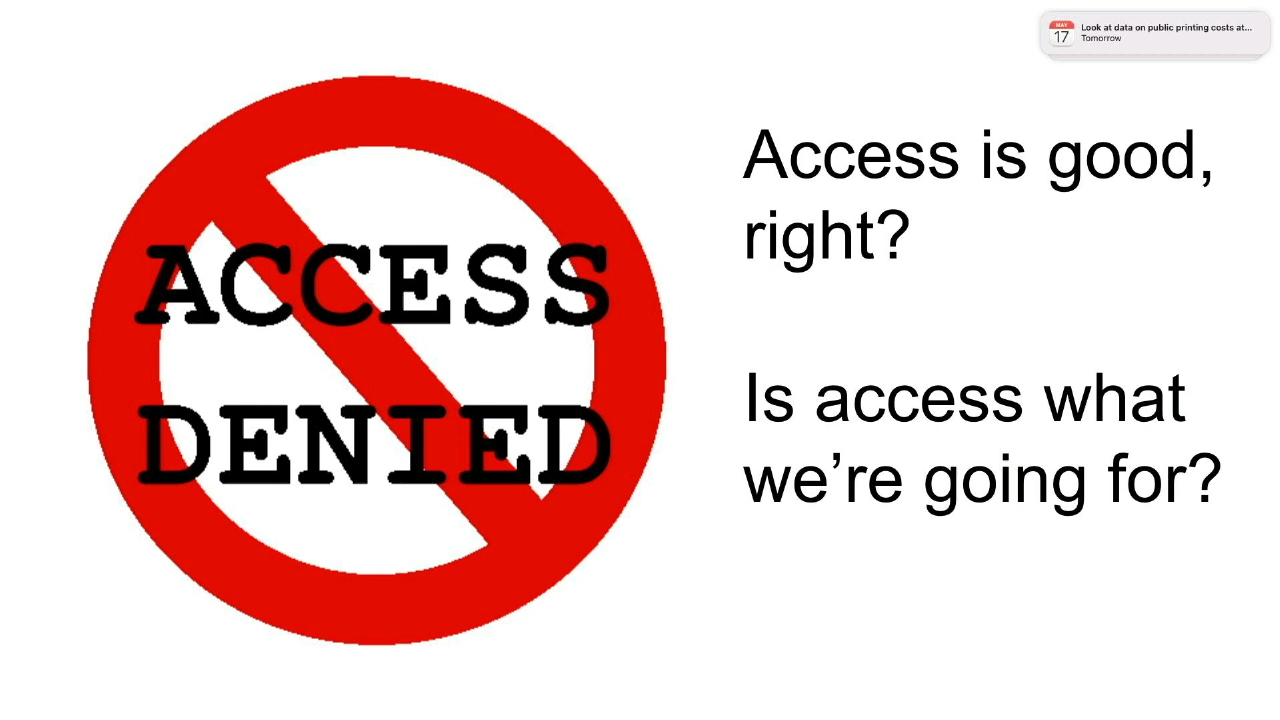 MAY
17
Look at data on public printing costs at...
Tomorrow
ACCESS
DENIED
Access is good,
right?
Is access what
we’re going for?